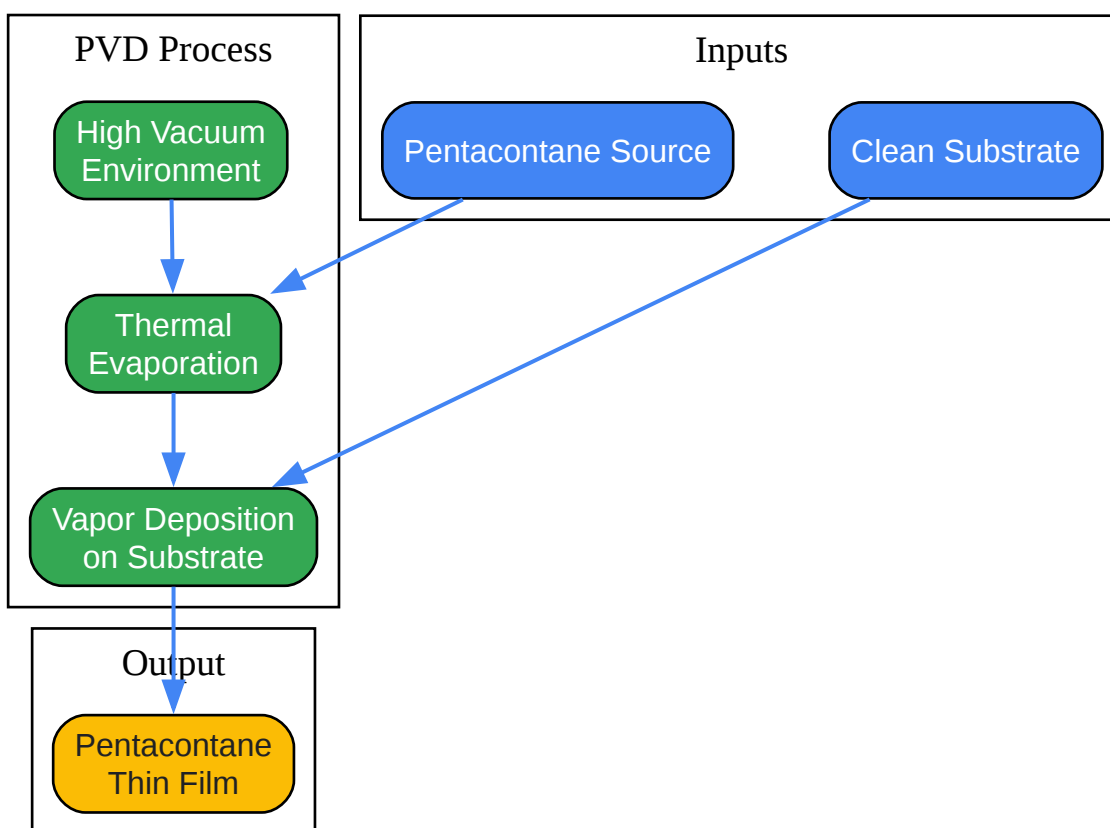 PVD Process
Inputs
High Vacuum
Environment
Pentacontane Source
Clean Substrate
Thermal
Evaporation
Vapor Deposition
on Substrate
Output
Pentacontane
Thin Film